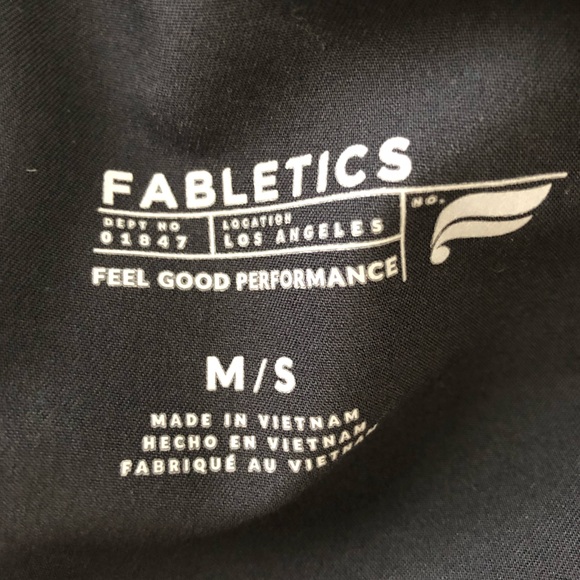 FABLETICS
DEPT NO
01847
LOCATION
LOS ANGELES
NO.
FEEL GOOD PERFORMANCE
M/S
MADE IN VIETNAM
HECHO EN VIETNAM
FABRIQUÉ AU VIETNAM